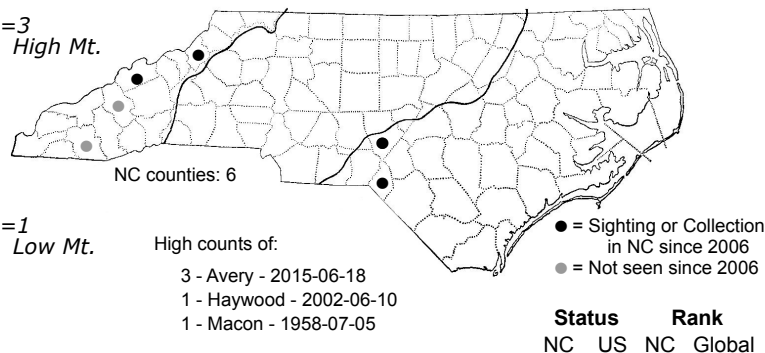 =3
High Mt.
NC counties: 6
=1
Low Mt.
High counts of:
3 - Avery - 2015-06-18
1 - Haywood - 2002-06-10
1 - Macon - 1958-07-05
● = Sighting or Collection
in NC since 2006
● = Not seen since 2006
Status Rank
NC US NC Global